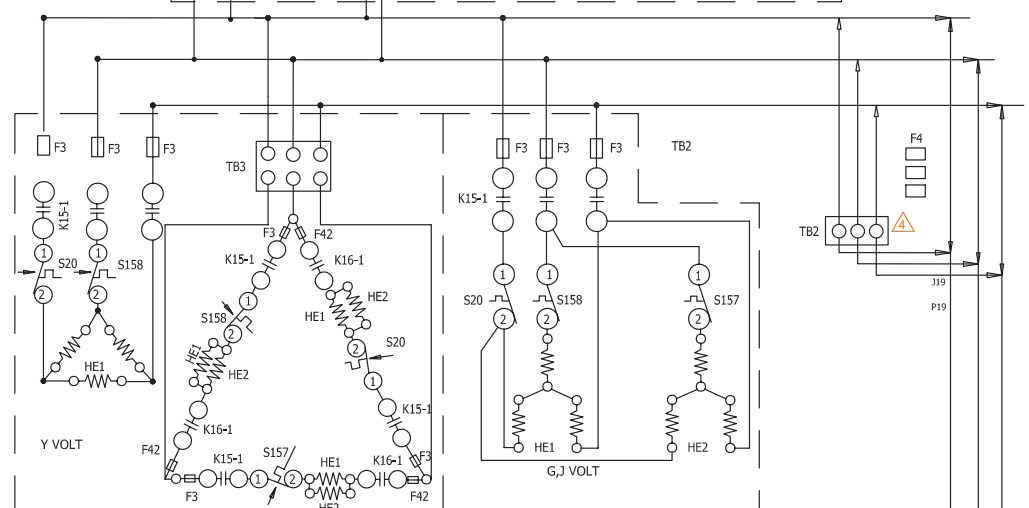 F3
F3
F3
TB3
F3
F3
F3
TB2
F4
K15-1
K15-1
TB2
4
F3
F42
1
1
S20
S158
2
2
K15-1
K16-1
1
1
1
S20
S158
S157
2
2
2
J19
P19
HE2
HE1
1
S158
2
S20
2
1
HE1
HE2
HE1
K15-1
K16-1
Y VOLT
F42
S157
K15-1
1
2
HE1
K16-1
F3
HE1
HE2
G,J VOLT
F3
F42
HE2